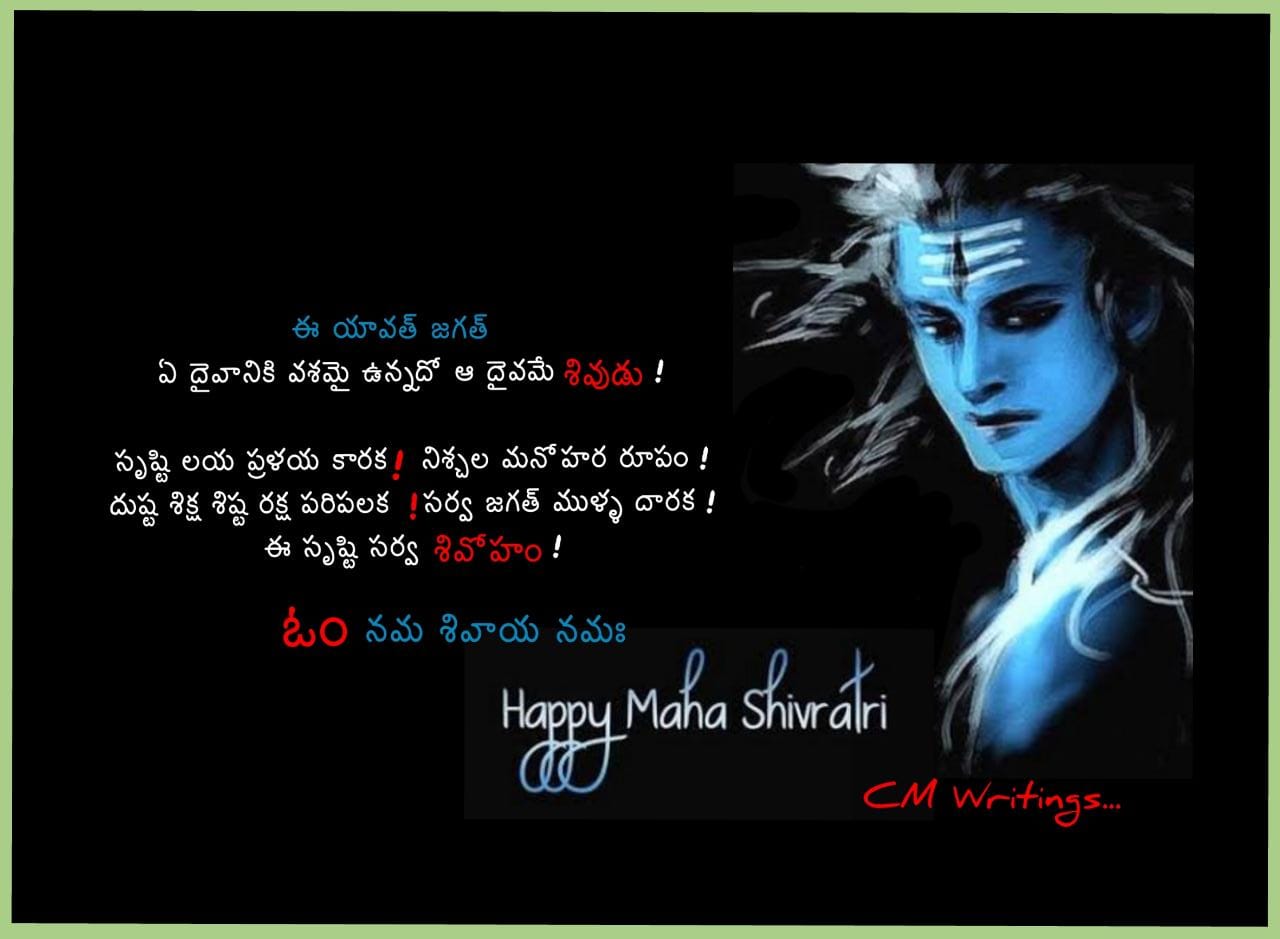 ఈ యావత్ జగత్
ఏ దైవానికి వశమై ఉన్నదో ఆ దైవమే శివుడు !
సృష్టి లయ ప్రళయ కారక! నిశ్చల మనోహర రూపం !
దుష్ట శిక్ష శిష్ట రక్ష పరిపలక !సర్వ జగత్ ముళ్ళ దారక !
ఈ సృష్టి సర్వ శివోహం !
ఓం నమ శివాయ నమః
Happy Maha Shivratri
CM Writings...